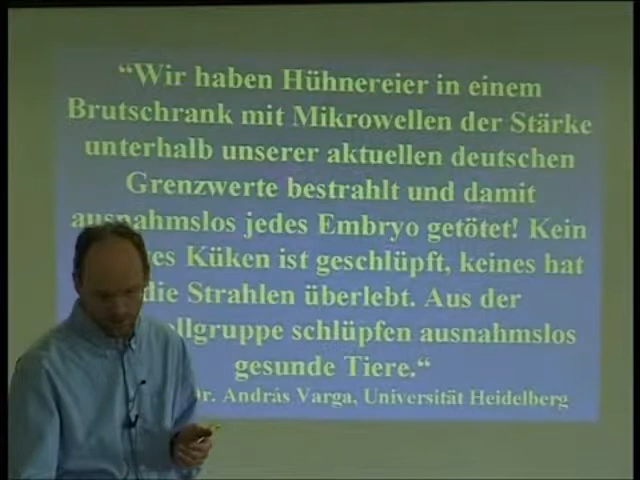 “Wir haben Hühnereier in einem
Brutschrank mit Mikrowellen der Stärke
unterhalb unserer aktuellen deutschen
Grenzwerte bestrahlt und damit
ausnahmslos jedes Embryo getötet! Kein
Küken ist geschlüpft, keines hat
die Strahlen überlebt. Aus der
schlüpfen ausnahmslos
gesunde Tiere.“
András Varga, Universität Heidelberg